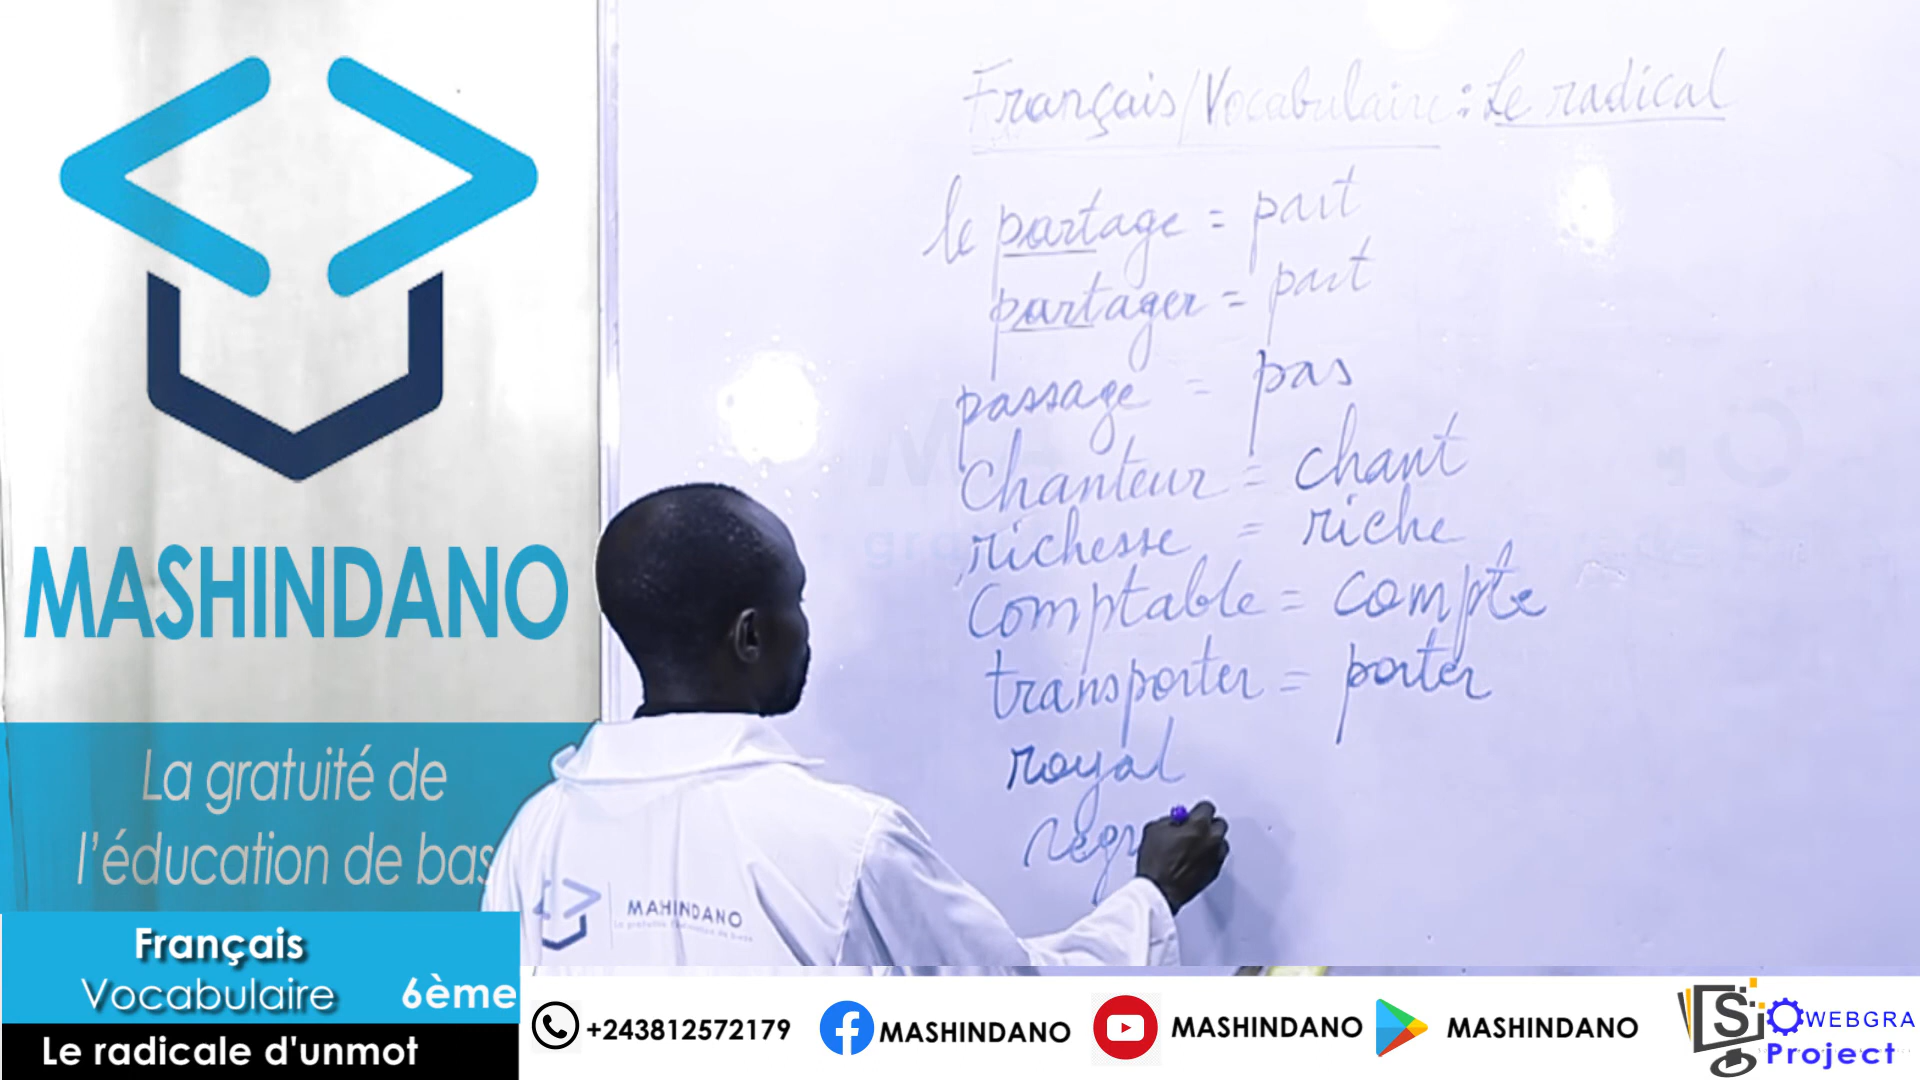 MASHINDANO
La gratuité de
l'éducation de bas
Français/Vocabulaire : Le radical
le partage = part
partager = part
passage = pas
Chanteur = chant
richesse = riche
Comptable = compte
transporter = porter
royal
regr
MASHINDANO
Français
Vocabulaire 6ème
Le radicale d'unmot
+243812572179 MASHINDANO MASHINDANO MASHINDANO
WEBGRA
Project